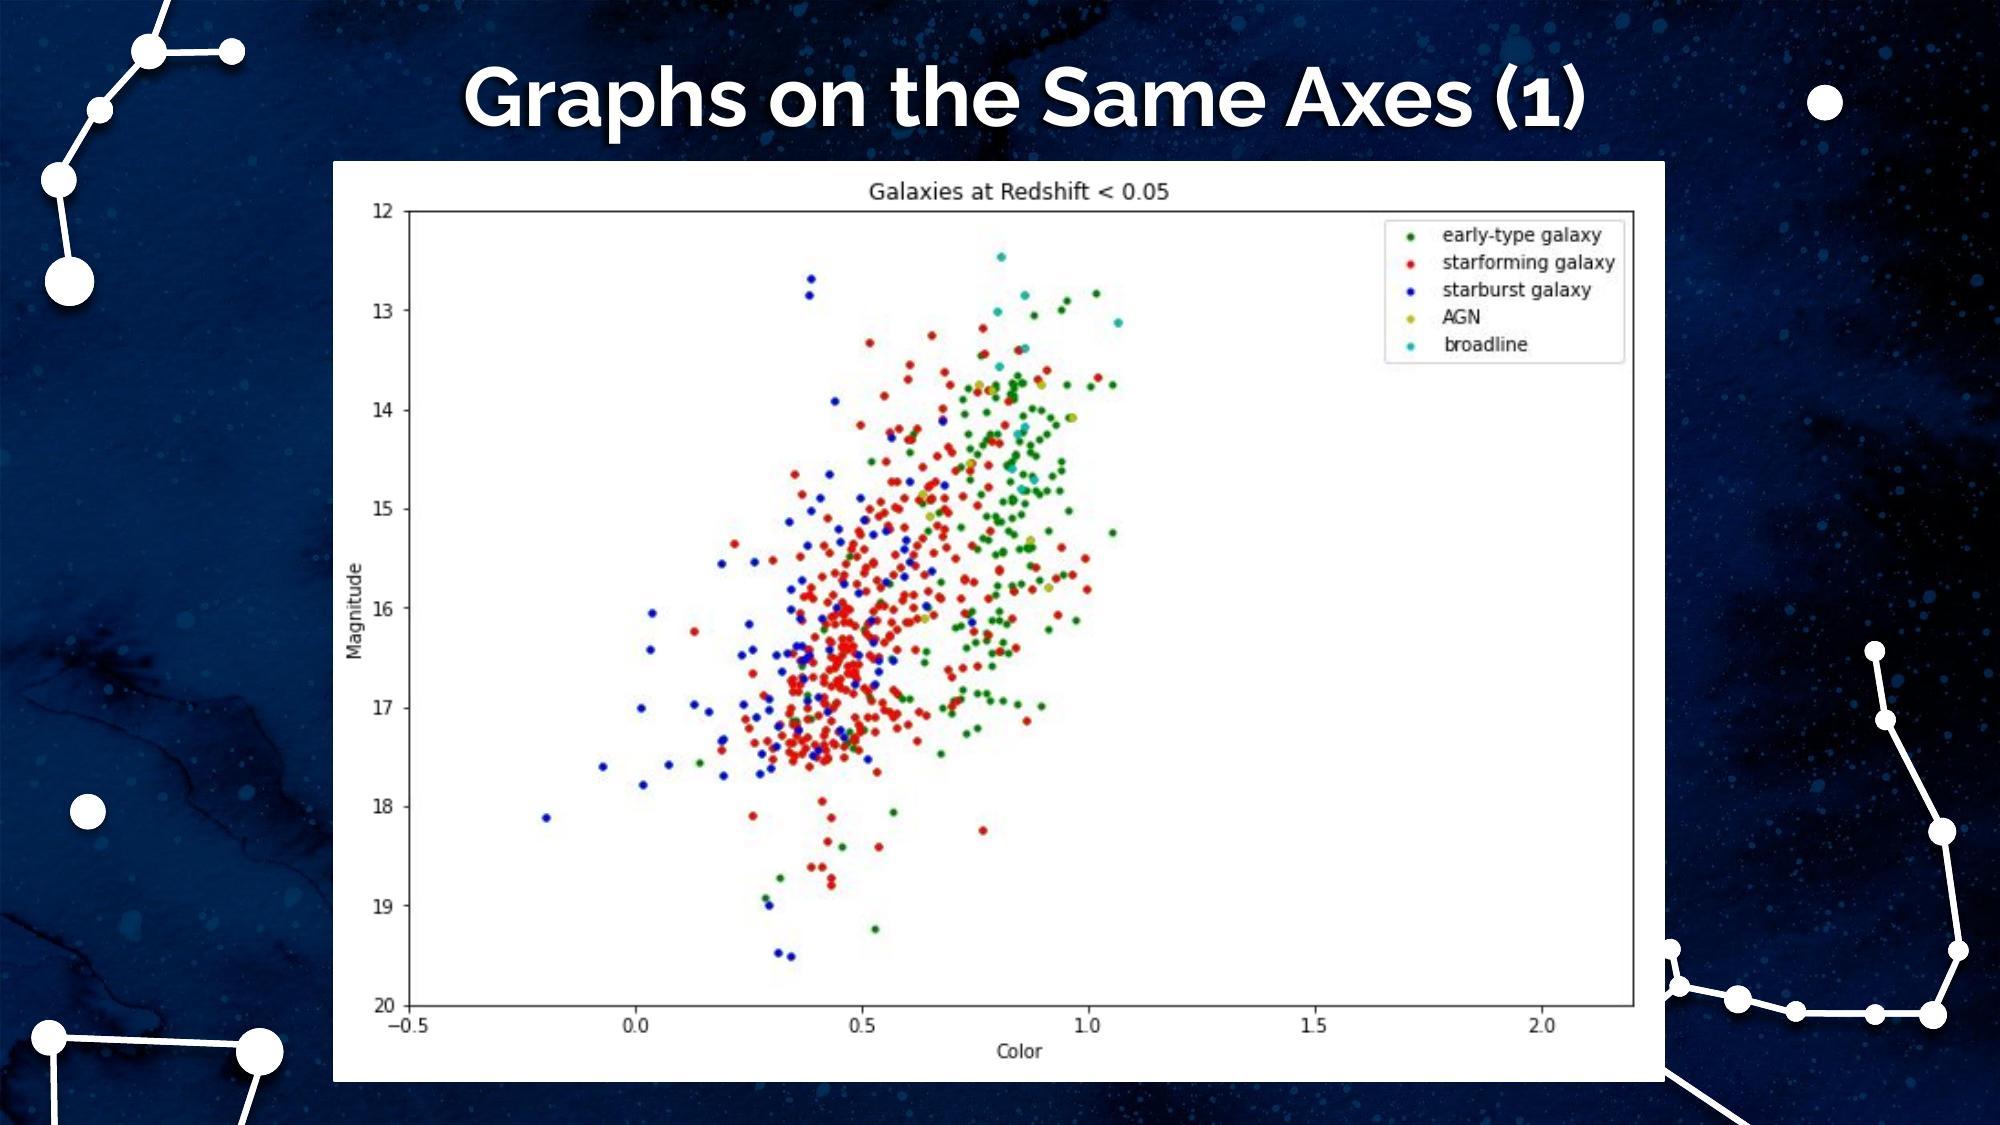 Graphs on the Same Axes (1)
Galaxies at Redshift < 0.05
12
13
14
15
16
17
18
19
20
Magnitude
early-type galaxy
starforming galaxy
starburst galaxy
AGN
broadline
−0.5 0.0 0.5 1.0 1.5 2.0
Color